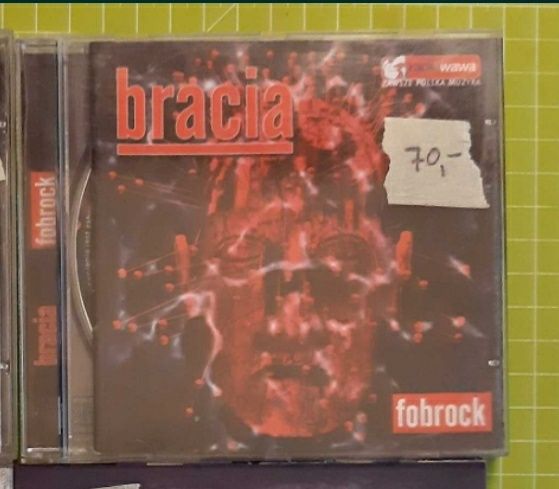 bracia
wawa
ZAWSZE POLSKA MUZYKA
70,-
fobrock
fobrock
bracia